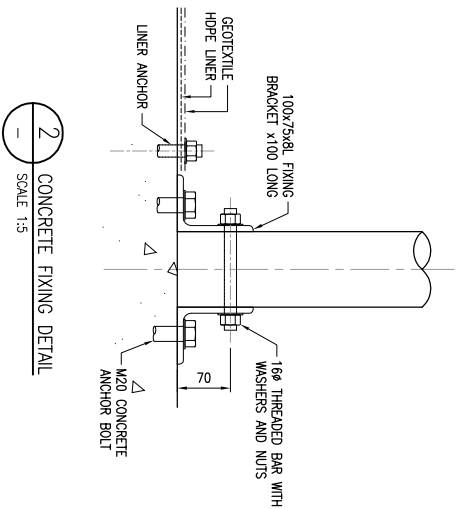 GEOTEXTILE
HDPE LINER
LINER ANCHOR
100x75x8L FIXING
BRACKET x100 LONG
16ø THREADED BAR WITH
WASHERS AND NUTS
70
M20 CONCRETE
ANCHOR BOLT
2
-
CONCRETE FIXING DETAIL
SCALE 1:5